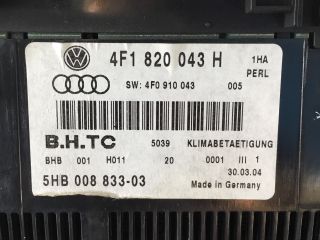 4F1 820 043 H 1HA
PERL
SW: 4F0 910 043 005
B.H.TC 5039 KLIMABETAETIGUNG
BHB 001 H011 20 0001 III 1
30.03.04
5HB 008 833-03 Made in Germany